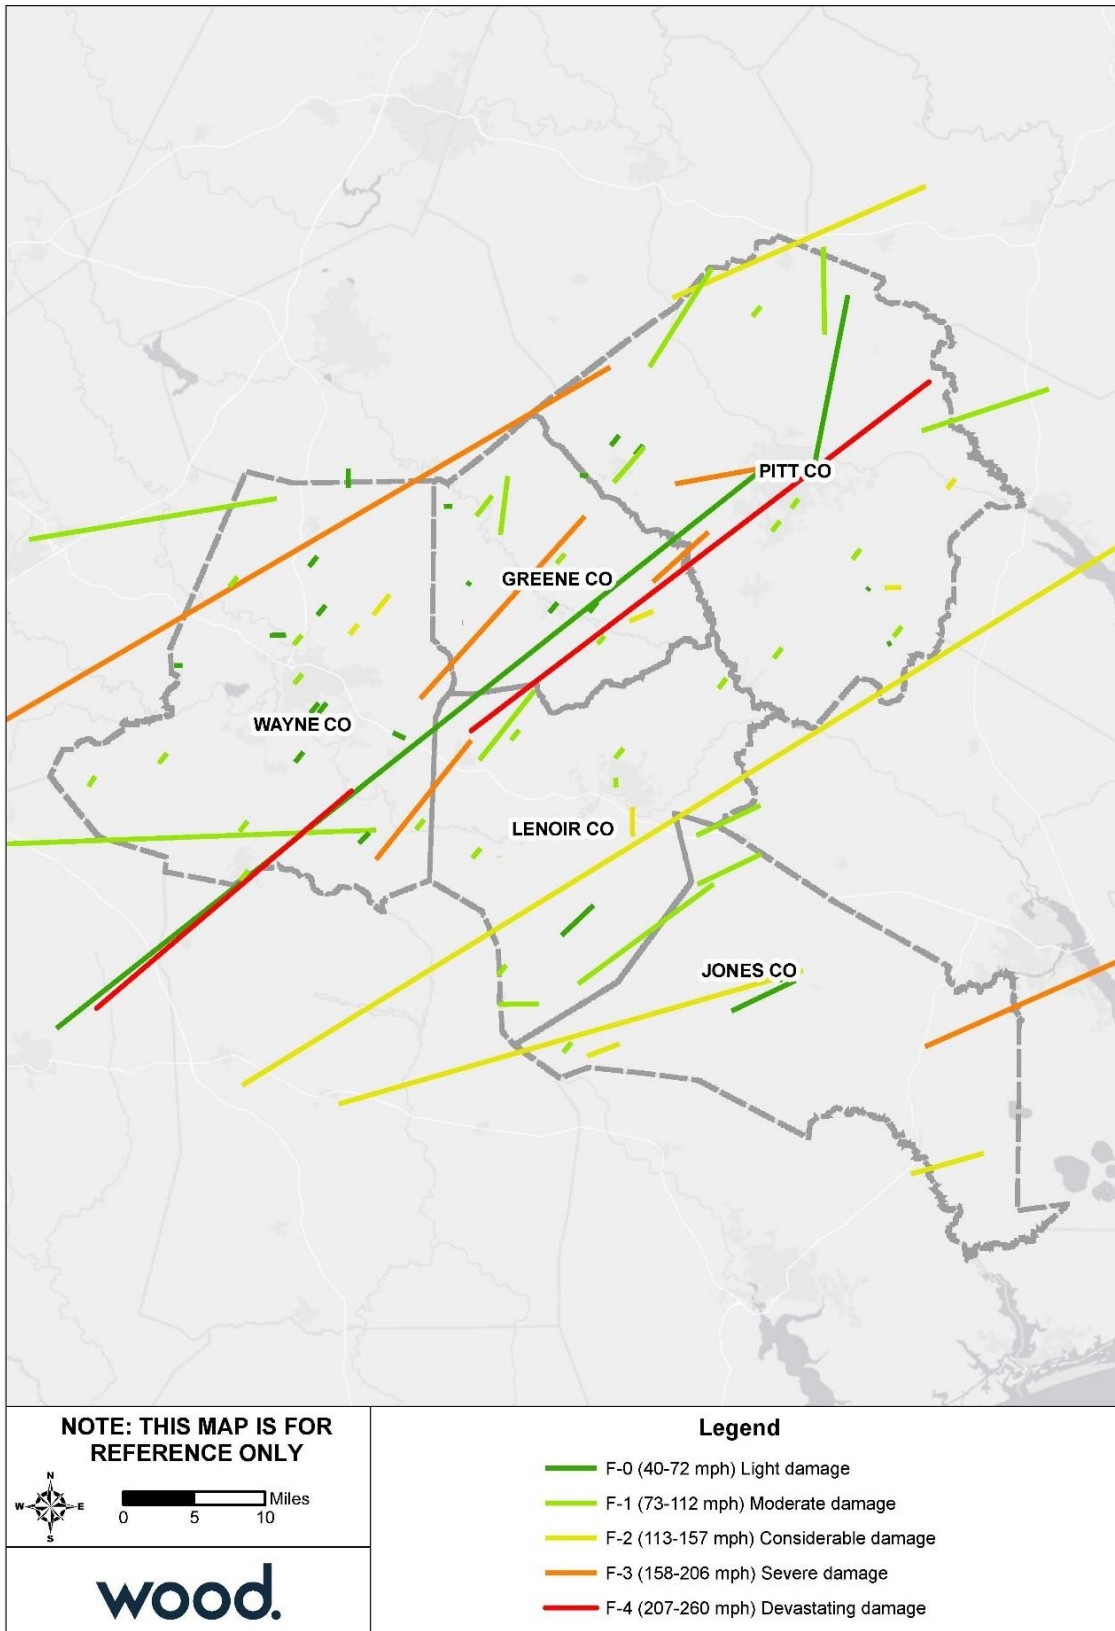 PITT CO
GREENE CO
WAYNE CO
LENOIR CO
JONES CO
NOTE: THIS MAP IS FOR
REFERENCE ONLY
N
W E
S
Miles
0 5 10
wood.
Legend
F-0 (40-72 mph) Light damage
F-1 (73-112 mph) Moderate damage
F-2 (113-157 mph) Considerable damage
F-3 (158-206 mph) Severe damage
F-4 (207-260 mph) Devastating damage